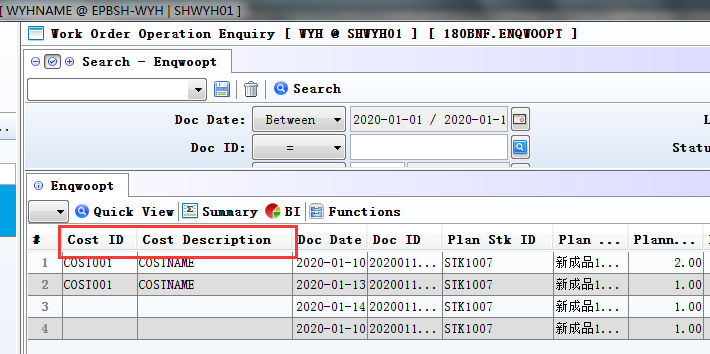 [ WYHNAME @ EPBSH-WYH | SHWYH01 ]
Work Order Operation Enquiry [ WYH @ SHWYH01 ] [ 180BNF.ENQWOOPT ]
Search - Enqwoopt
Search
Doc Date: Between 2020-01-01 / 2020-01-1 L
Doc ID: = Statu
Enqwoopt
Quick View Summary BI Functions
# Cost ID Cost Description Doc Date Doc ID Plan Stk ID Plan ... Plann...
1 COST001 COSTNAME 2020-01-10 2020011... STK1007 新成品1... 2.00
2 COST001 COSTNAME 2020-01-13 2020011... STK1007 新成品1... 1.00
3 2020-01-14 2020011... STK1007 新成品1... 1.00
4 2020-01-10 2020011... STK1007 新成品1... 1.00